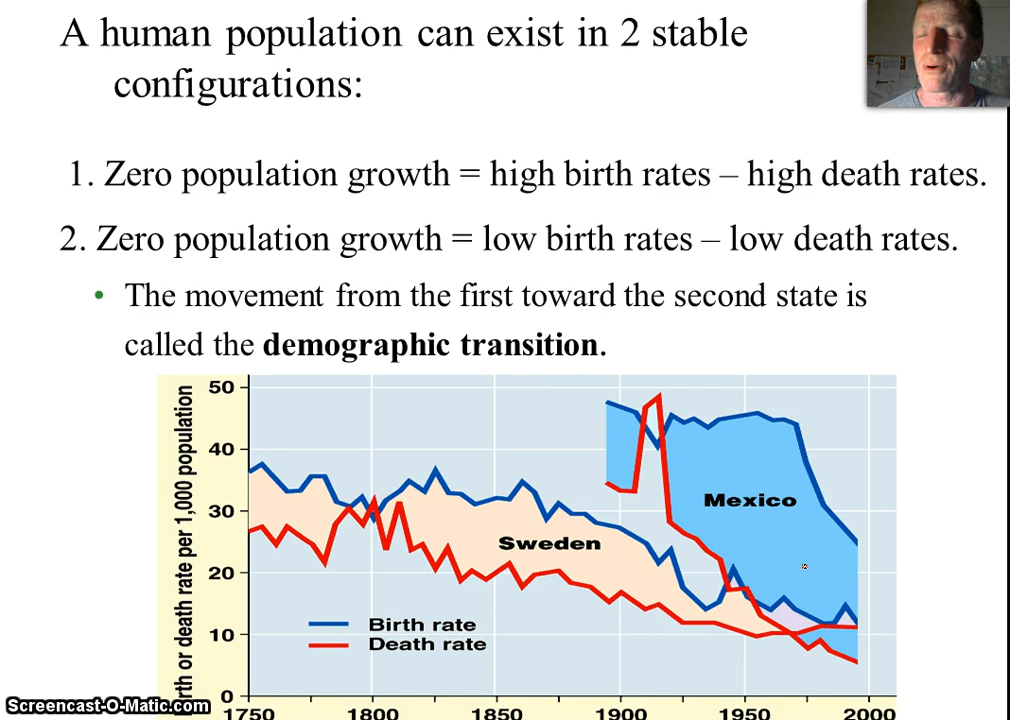 A human population can exist in 2 stable
configurations:
1. Zero population growth = high birth rates – high death rates.
2. Zero population growth = low birth rates – low death rates.
• The movement from the first toward the second state is
called the demographic transition.
rth or death rate per 1,000 population
50
40
30
20
10
0
Mexico
Sweden
Birth rate
Death rate
1750 1800 1850 1900 1950 2000
Screencast-O-Matic.com